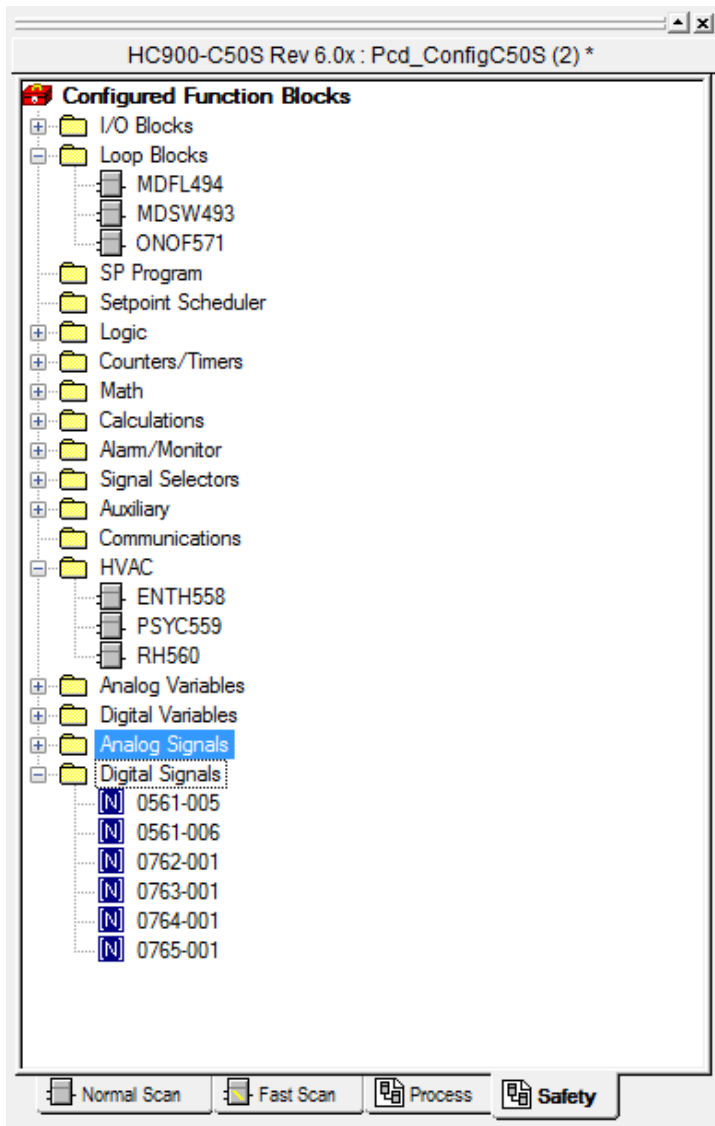 HC900-C50S Rev 6.0x : Pcd_ConfigC50S (2) *
Configured Function Blocks
I/O Blocks
Loop Blocks
MDFL494
MDSW493
ONOF571
SP Program
Setpoint Scheduler
Logic
Counters/Timers
Math
Calculations
Alarm/Monitor
Signal Selectors
Auxiliary
Communications
HVAC
ENTH558
PSYC559
RH560
Analog Variables
Digital Variables
Analog Signals
Digital Signals
[N] 0561-005
[N] 0561-006
[N] 0762-001
[N] 0763-001
[N] 0764-001
[N] 0765-001
Normal Scan Fast Scan Process Safety